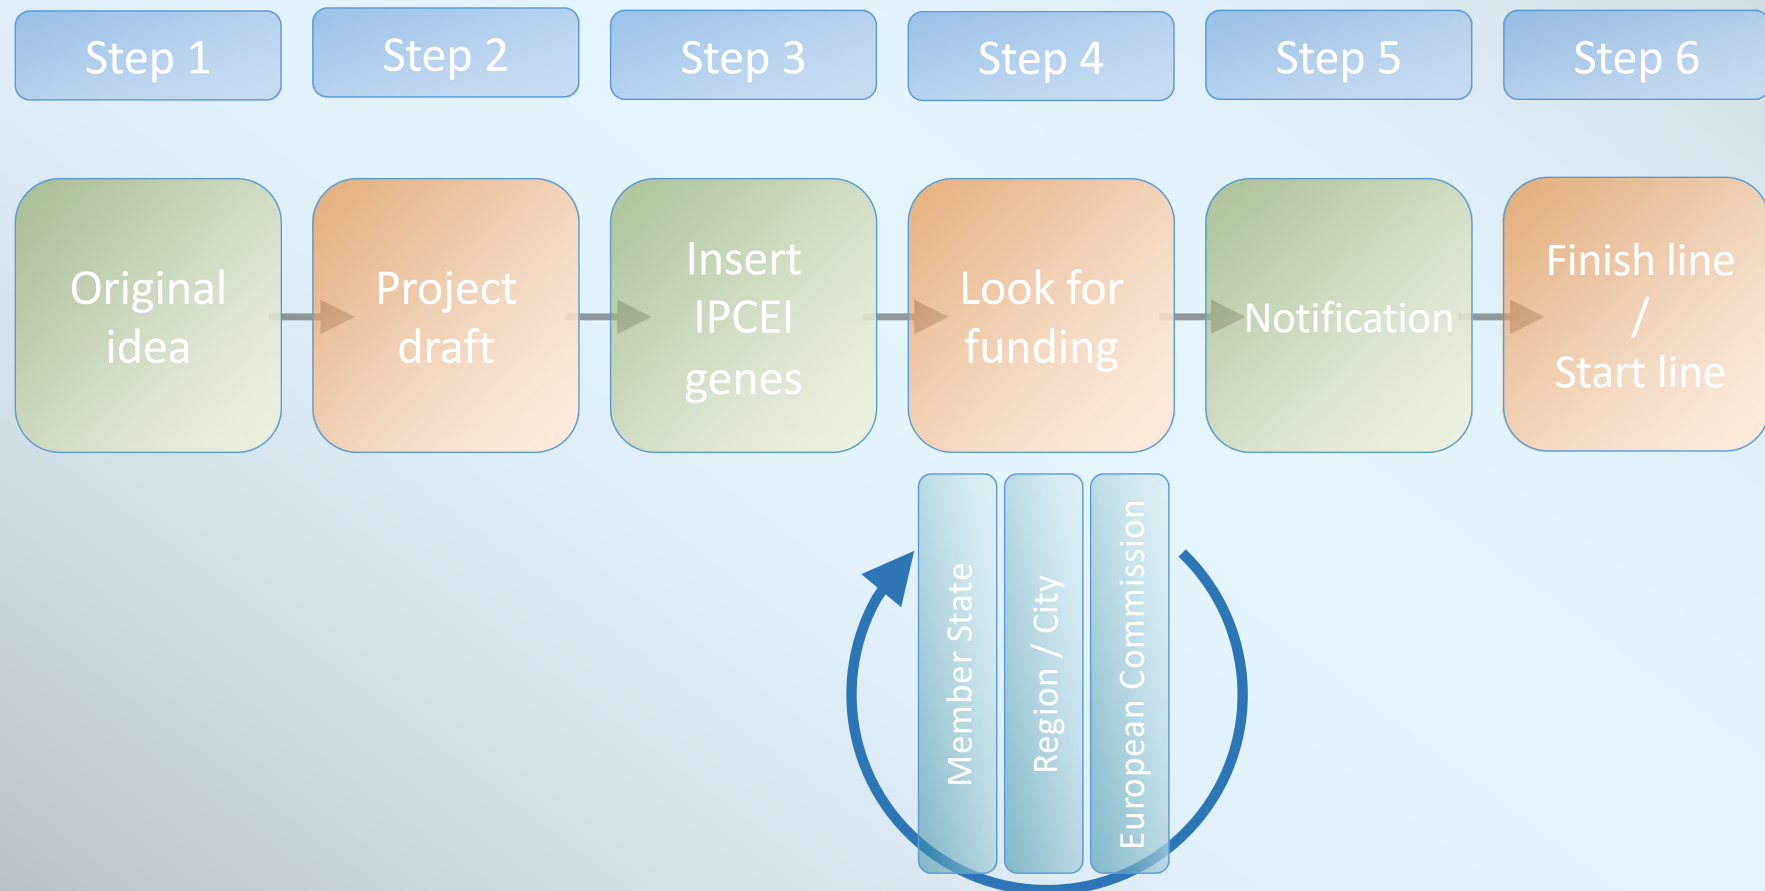 Step 1
Step 2
Step 3
Step 4
Step 5
Step 6
Original
idea
Project
draft
Insert
IPCEI
genes
Look for
funding
Notification
Finish line
/
Start line
Member State
Region / City
European Commission